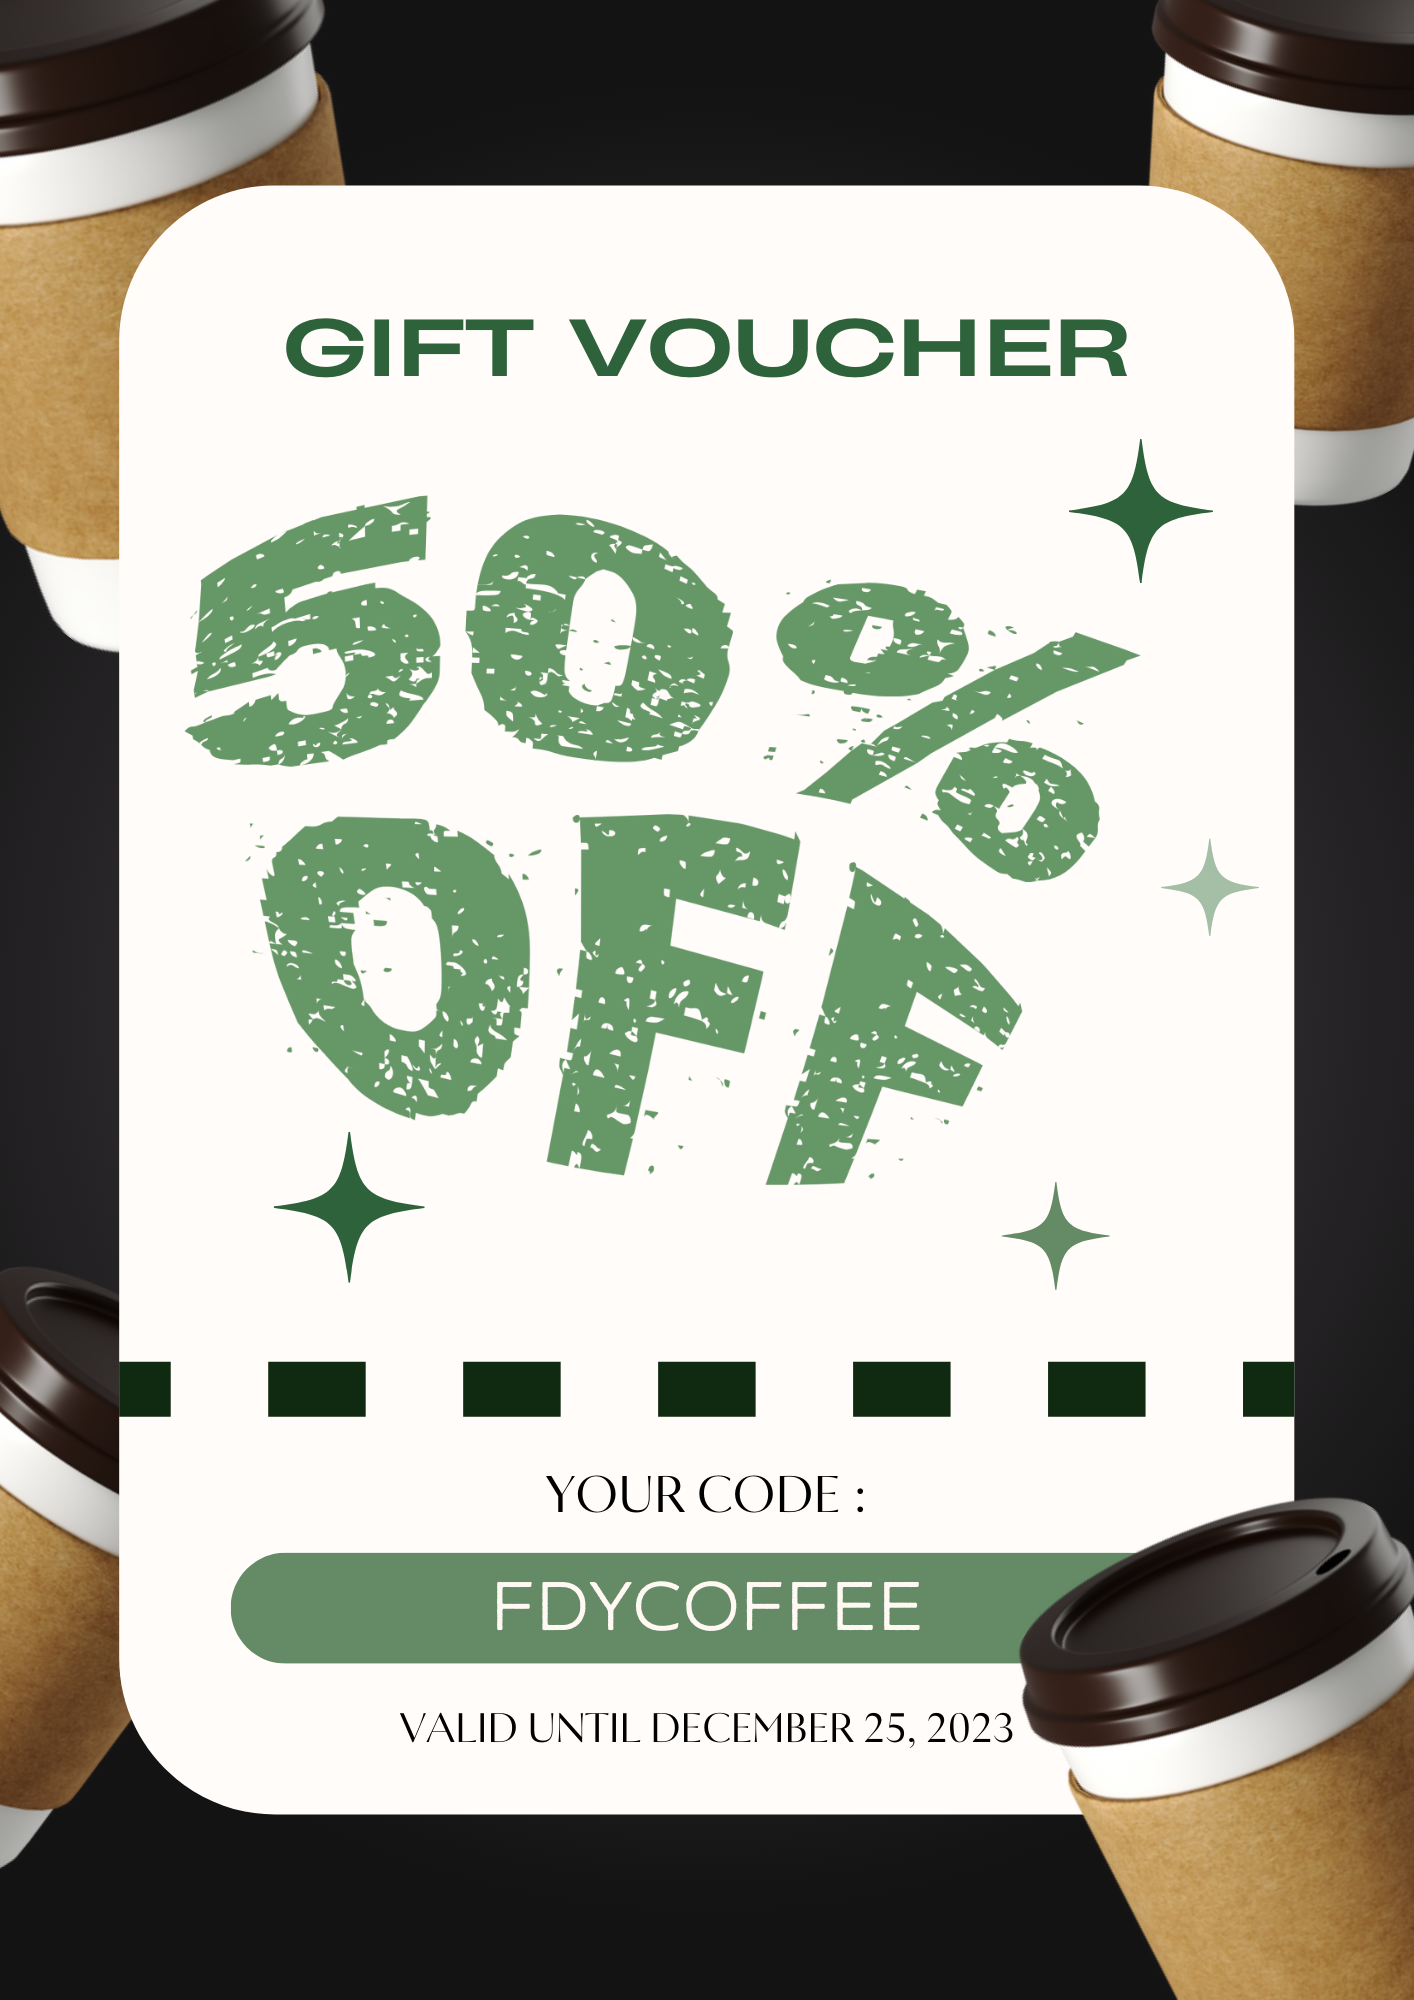 GIFT VOUCHER
50%
OFF
YOUR CODE :
FDYCOFFEE
VALID UNTIL DECEMBER 25, 2023